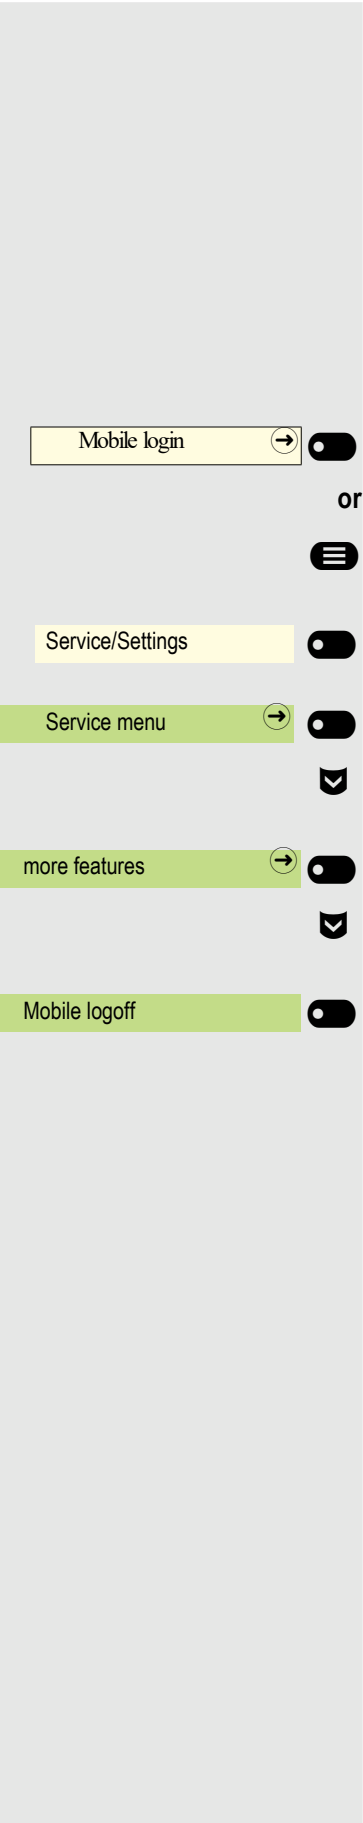 Mobile login
or
Service/Settings
Service menu
more features
Mobile logoff